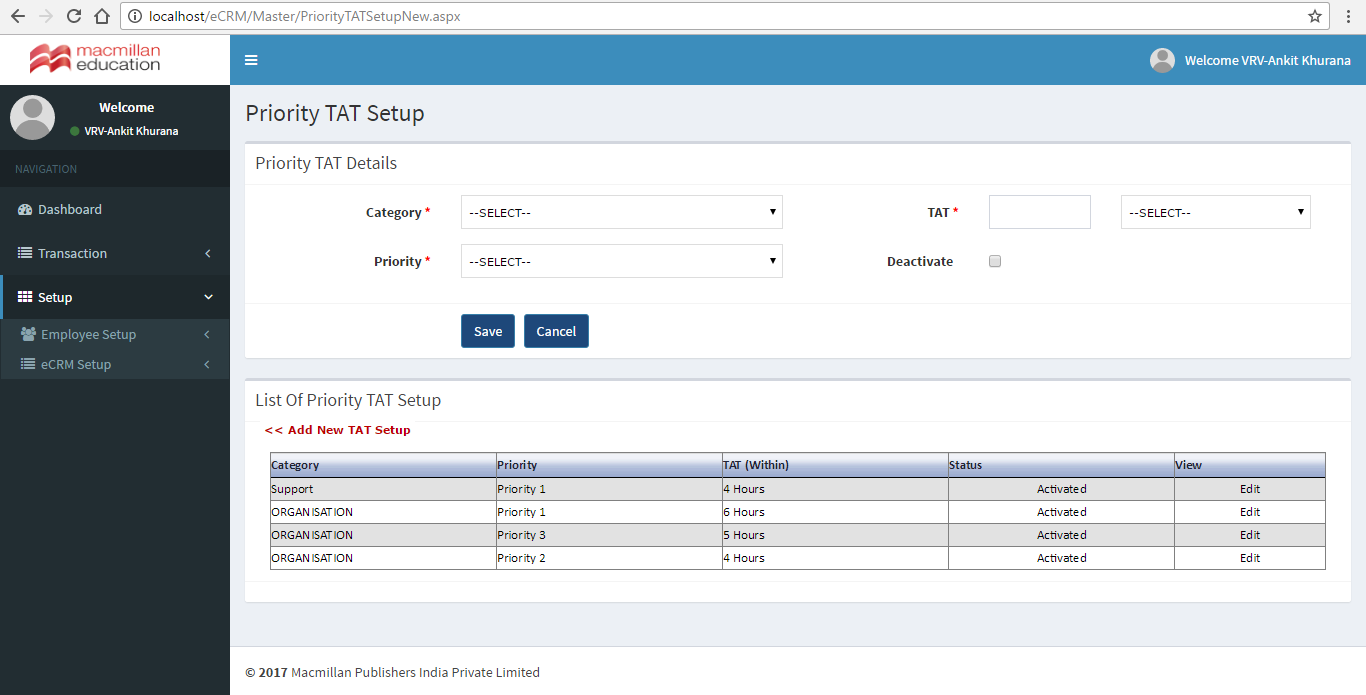 localhost/eCRM/Master/PriorityTATSetupNew.aspx
macmillan
education
Welcome VRV-Ankit Khurana
Welcome
VRV-Ankit Khurana
NAVIGATION
Dashboard
Transaction
Setup
Employee Setup
eCRM Setup
Priority TAT Setup
Priority TAT Details
Category * --SELECT-- TAT * --SELECT--
Priority * --SELECT-- Deactivate
Save Cancel
List Of Priority TAT Setup
<< Add New TAT Setup
Category Priority TAT (Within) Status View
Support Priority 1 4 Hours Activated Edit
ORGANISATION Priority 1 6 Hours Activated Edit
ORGANISATION Priority 3 5 Hours Activated Edit
ORGANISATION Priority 2 4 Hours Activated Edit
© 2017 Macmillan Publishers India Private Limited